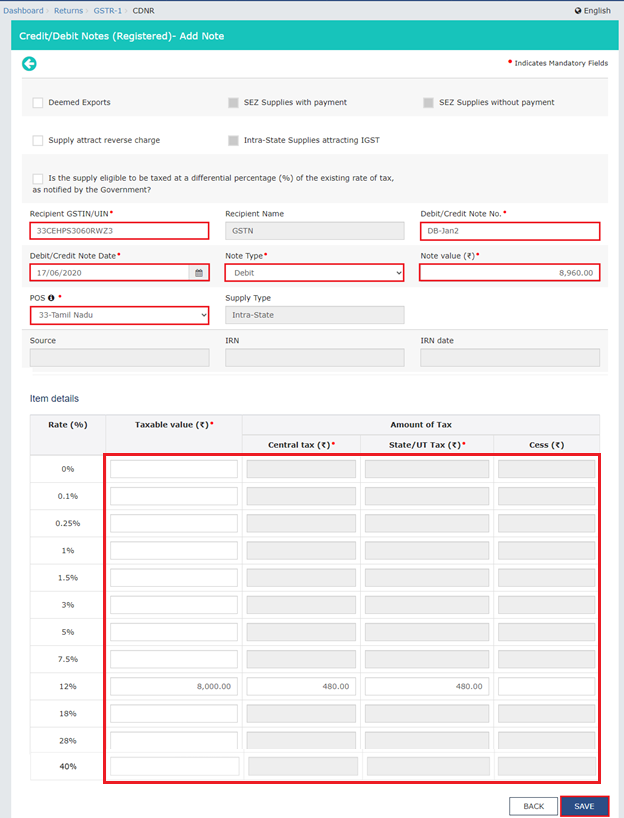 Dashboard › Returns › GSTR-1 › CDNR English
Credit/Debit Notes (Registered)- Add Note
• Indicates Mandatory Fields
Deemed Exports SEZ Supplies with payment SEZ Supplies without payment
Supply attract reverse charge Intra-State Supplies attracting IGST
Is the supply eligible to be taxed at a differential percentage (%) of the existing rate of tax,
as notified by the Government?
Recipient GSTIN/UIN• Recipient Name Debit/Credit Note No.•
33CEHPS3060RWZ3 GSTN DB-Jan2
Debit/Credit Note Date• Note Type• Note value (₹)•
17/06/2020 Debit 8,960.00
POS • Supply Type
33-Tamil Nadu Intra-State
Source IRN IRN date
Item details
Rate (%) Taxable value (₹)• Amount of Tax
Central tax (₹)• State/UT Tax (₹)• Cess (₹)
0%
0.1%
0.25%
1%
1.5%
3%
5%
7.5%
12% 8,000.00 480.00 480.00
18%
28%
40%
BACK SAVE